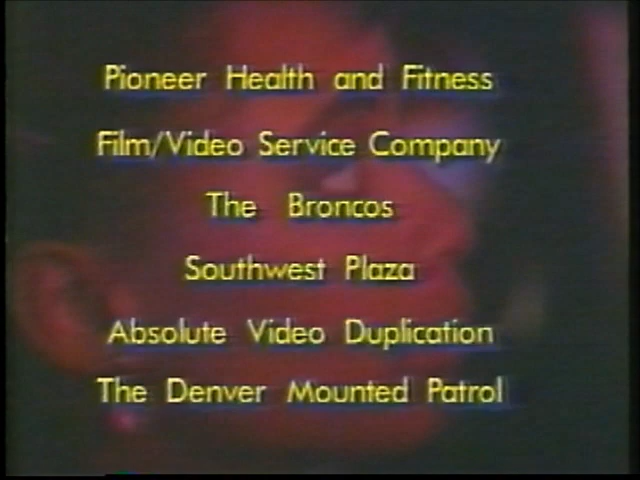 Pioneer Health and Fitness
Film/Video Service Company
The Broncos
Southwest Plaza
Absolute Video Duplication
The Denver Mounted Patrol